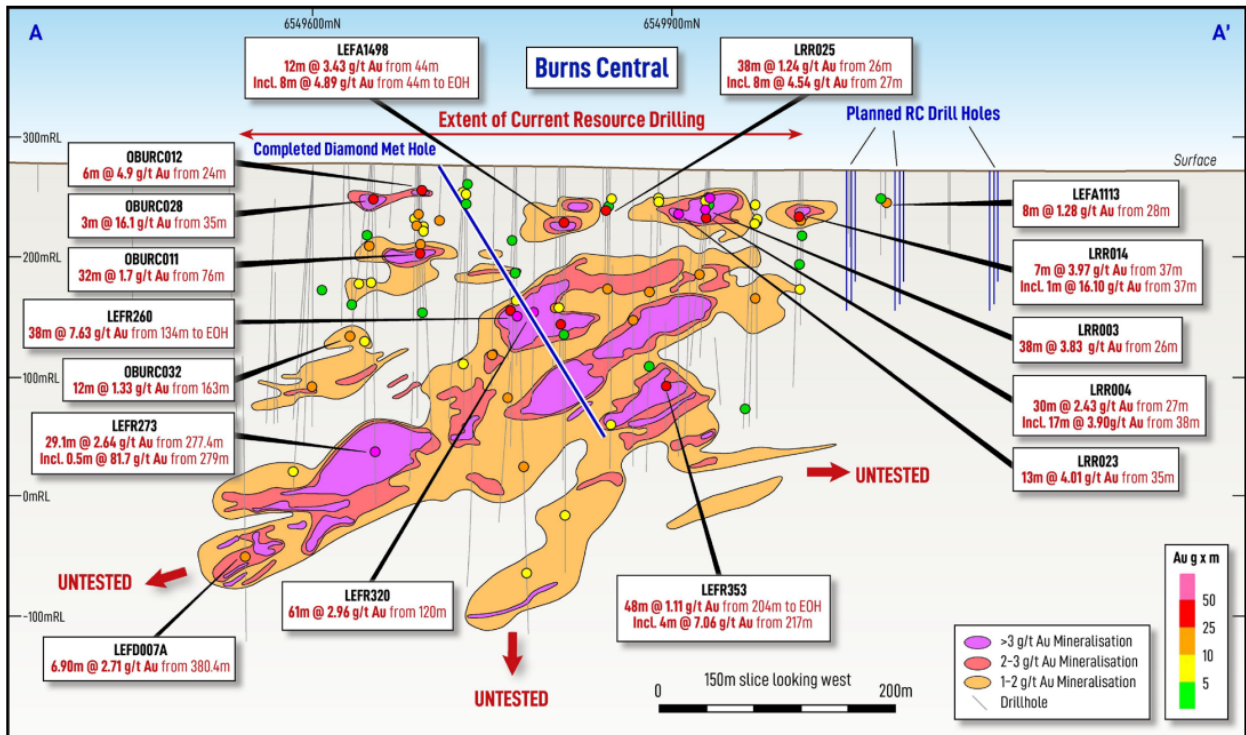 A
6549600mN
6549900mN
A'
LEFA1498
12m @ 3.43 g/t Au from 44m
Incl. 8m @ 4.89 g/t Au from 44m to EOH
Burns Central
LRR025
38m @ 1.24 g/t Au from 26m
Incl. 8m @ 4.54 g/t Au from 27m
Extent of Current Resource Drilling
Planned RC Drill Holes
300mRL
Completed Diamond Met Hole
Surface
OBURC012
6m @ 4.9 g/t Au from 24m
OBURC028
3m @ 16.1 g/t Au from 35m
200mRL
OBURC011
32m @ 1.7 g/t Au from 76m
LEFR260
38m @ 7.63 g/t Au from 134m to EOH
OBURC032
12m @ 1.33 g/t Au from 163m
100mRL
LEFR273
29.1m @ 2.64 g/t Au from 277.4m
Incl. 0.5m @ 81.7 g/t Au from 279m
0mRL
LEFA1113
8m @ 1.28 g/t Au from 28m
LRR014
7m @ 3.97 g/t Au from 37m
Incl. 1m @ 16.10 g/t Au from 37m
LRR003
38m @ 3.83 g/t Au from 26m
LRR004
30m @ 2.43 g/t Au from 27m
Incl. 17m @ 3.90g/t Au from 38m
LRR023
13m @ 4.01 g/t Au from 35m
UNTESTED
UNTESTED
-100mRL
LEFR320
61m @ 2.96 g/t Au from 120m
LEFR353
48m @ 1.11 g/t Au from 204m to EOH
Incl. 4m @ 7.06 g/t Au from 217m
LEFD007A
6.90m @ 2.71 g/t Au from 380.4m
UNTESTED
150m slice looking west
0
200m
>3 g/t Au Mineralisation
2-3 g/t Au Mineralisation
1-2 g/t Au Mineralisation
Drillhole
Au g x m
50
25
10
5